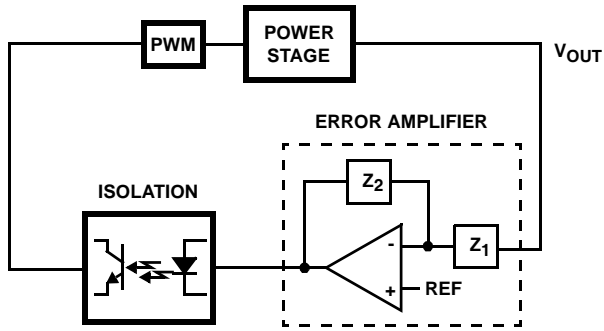 PWM
POWER
STAGE
VOUT
ERROR AMPLIFIER
ISOLATION
Z2
-
Z1
+
REF